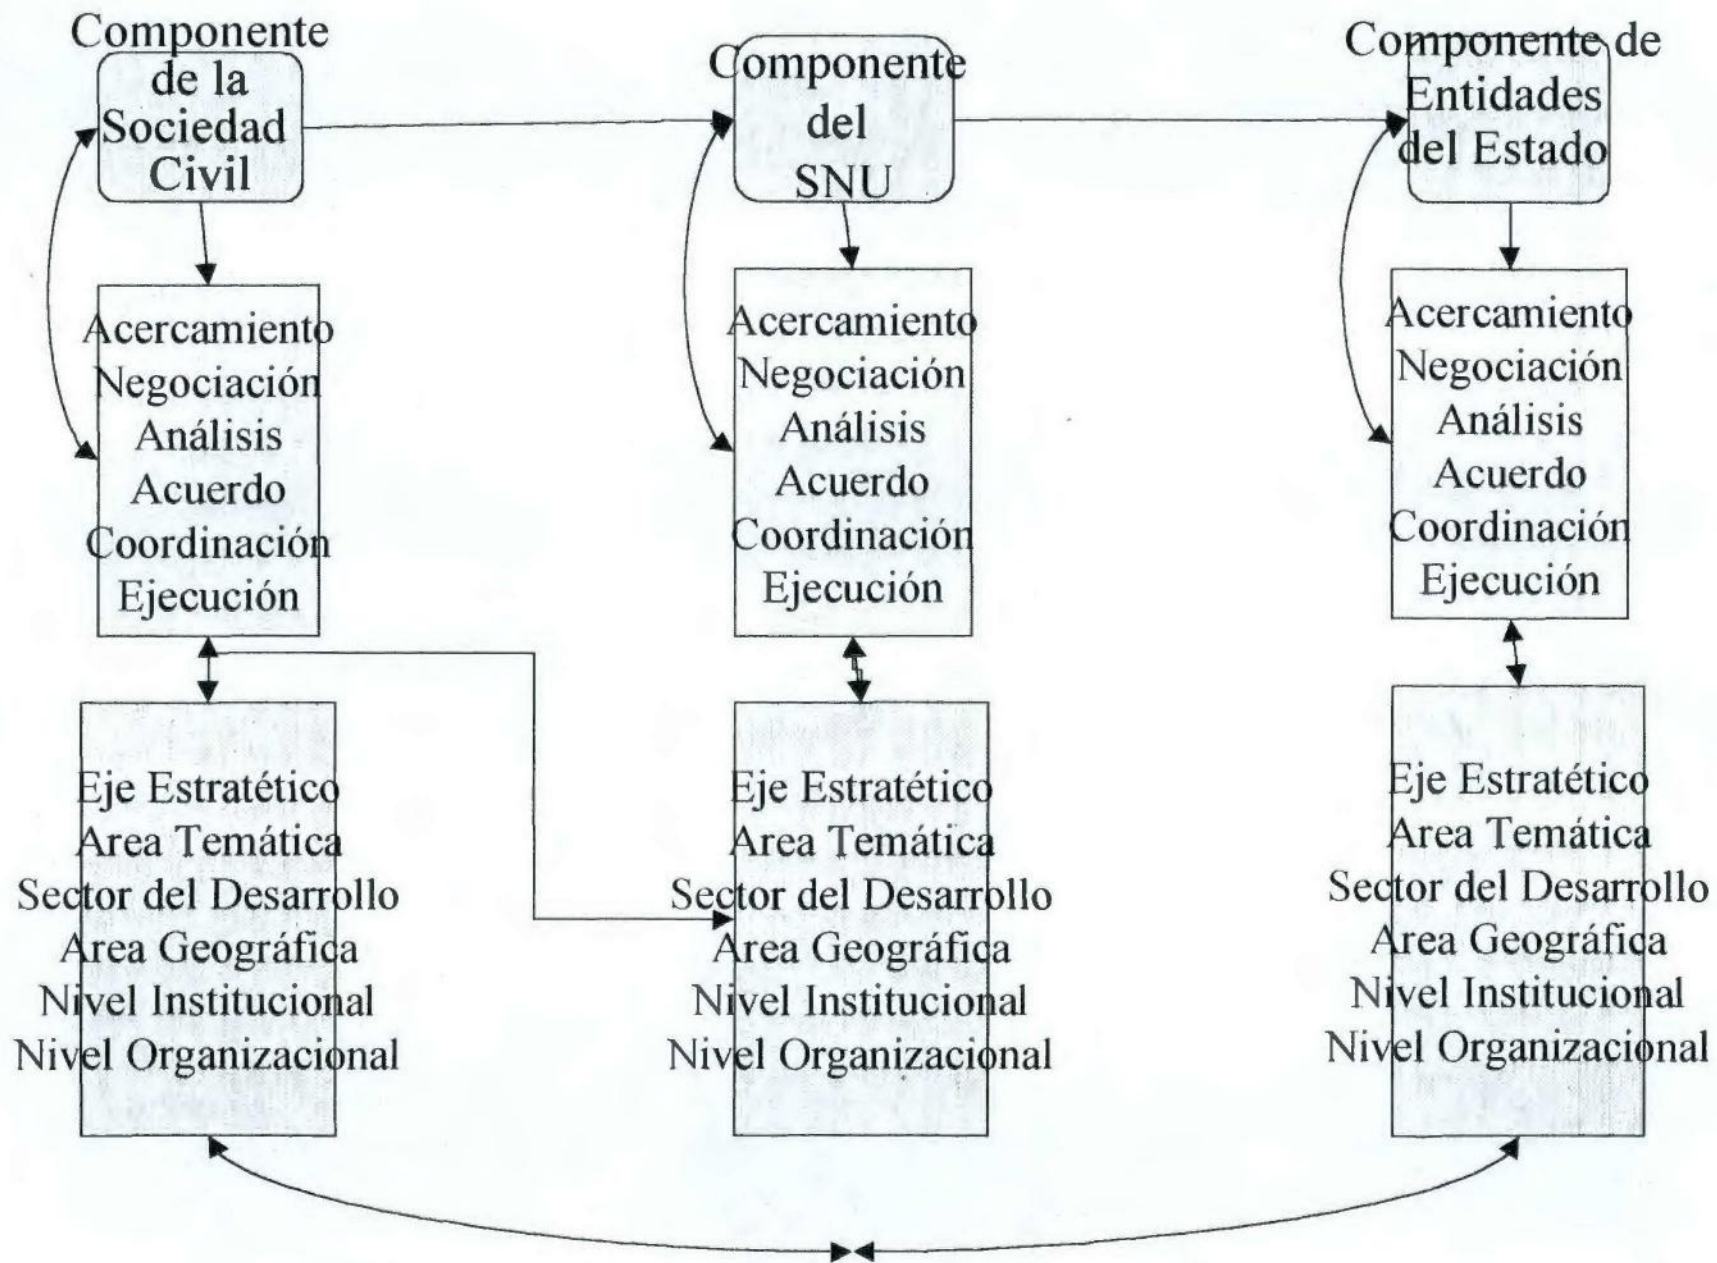 Componente
de la
Sociedad
Civil
Componente
del
SNU
Componente de
Entidades
del Estado
Acercamiento
Negociación
Análisis
Acuerdo
Coordinación
Ejecución
Acercamiento
Negociación
Análisis
Acuerdo
Coordinación
Ejecución
Acercamiento
Negociación
Análisis
Acuerdo
Coordinación
Ejecución
Eje Estratético
Area Temática
Sector del Desarrollo
Area Geográfica
Nivel Institucional
Nivel Organizacional
Eje Estratético
Area Temática
Sector del Desarrollo
Area Geográfica
Nivel Institucional
Nivel Organizacional
Eje Estratético
Area Temática
Sector del Desarrollo
Area Geográfica
Nivel Institucional
Nivel Organizacional